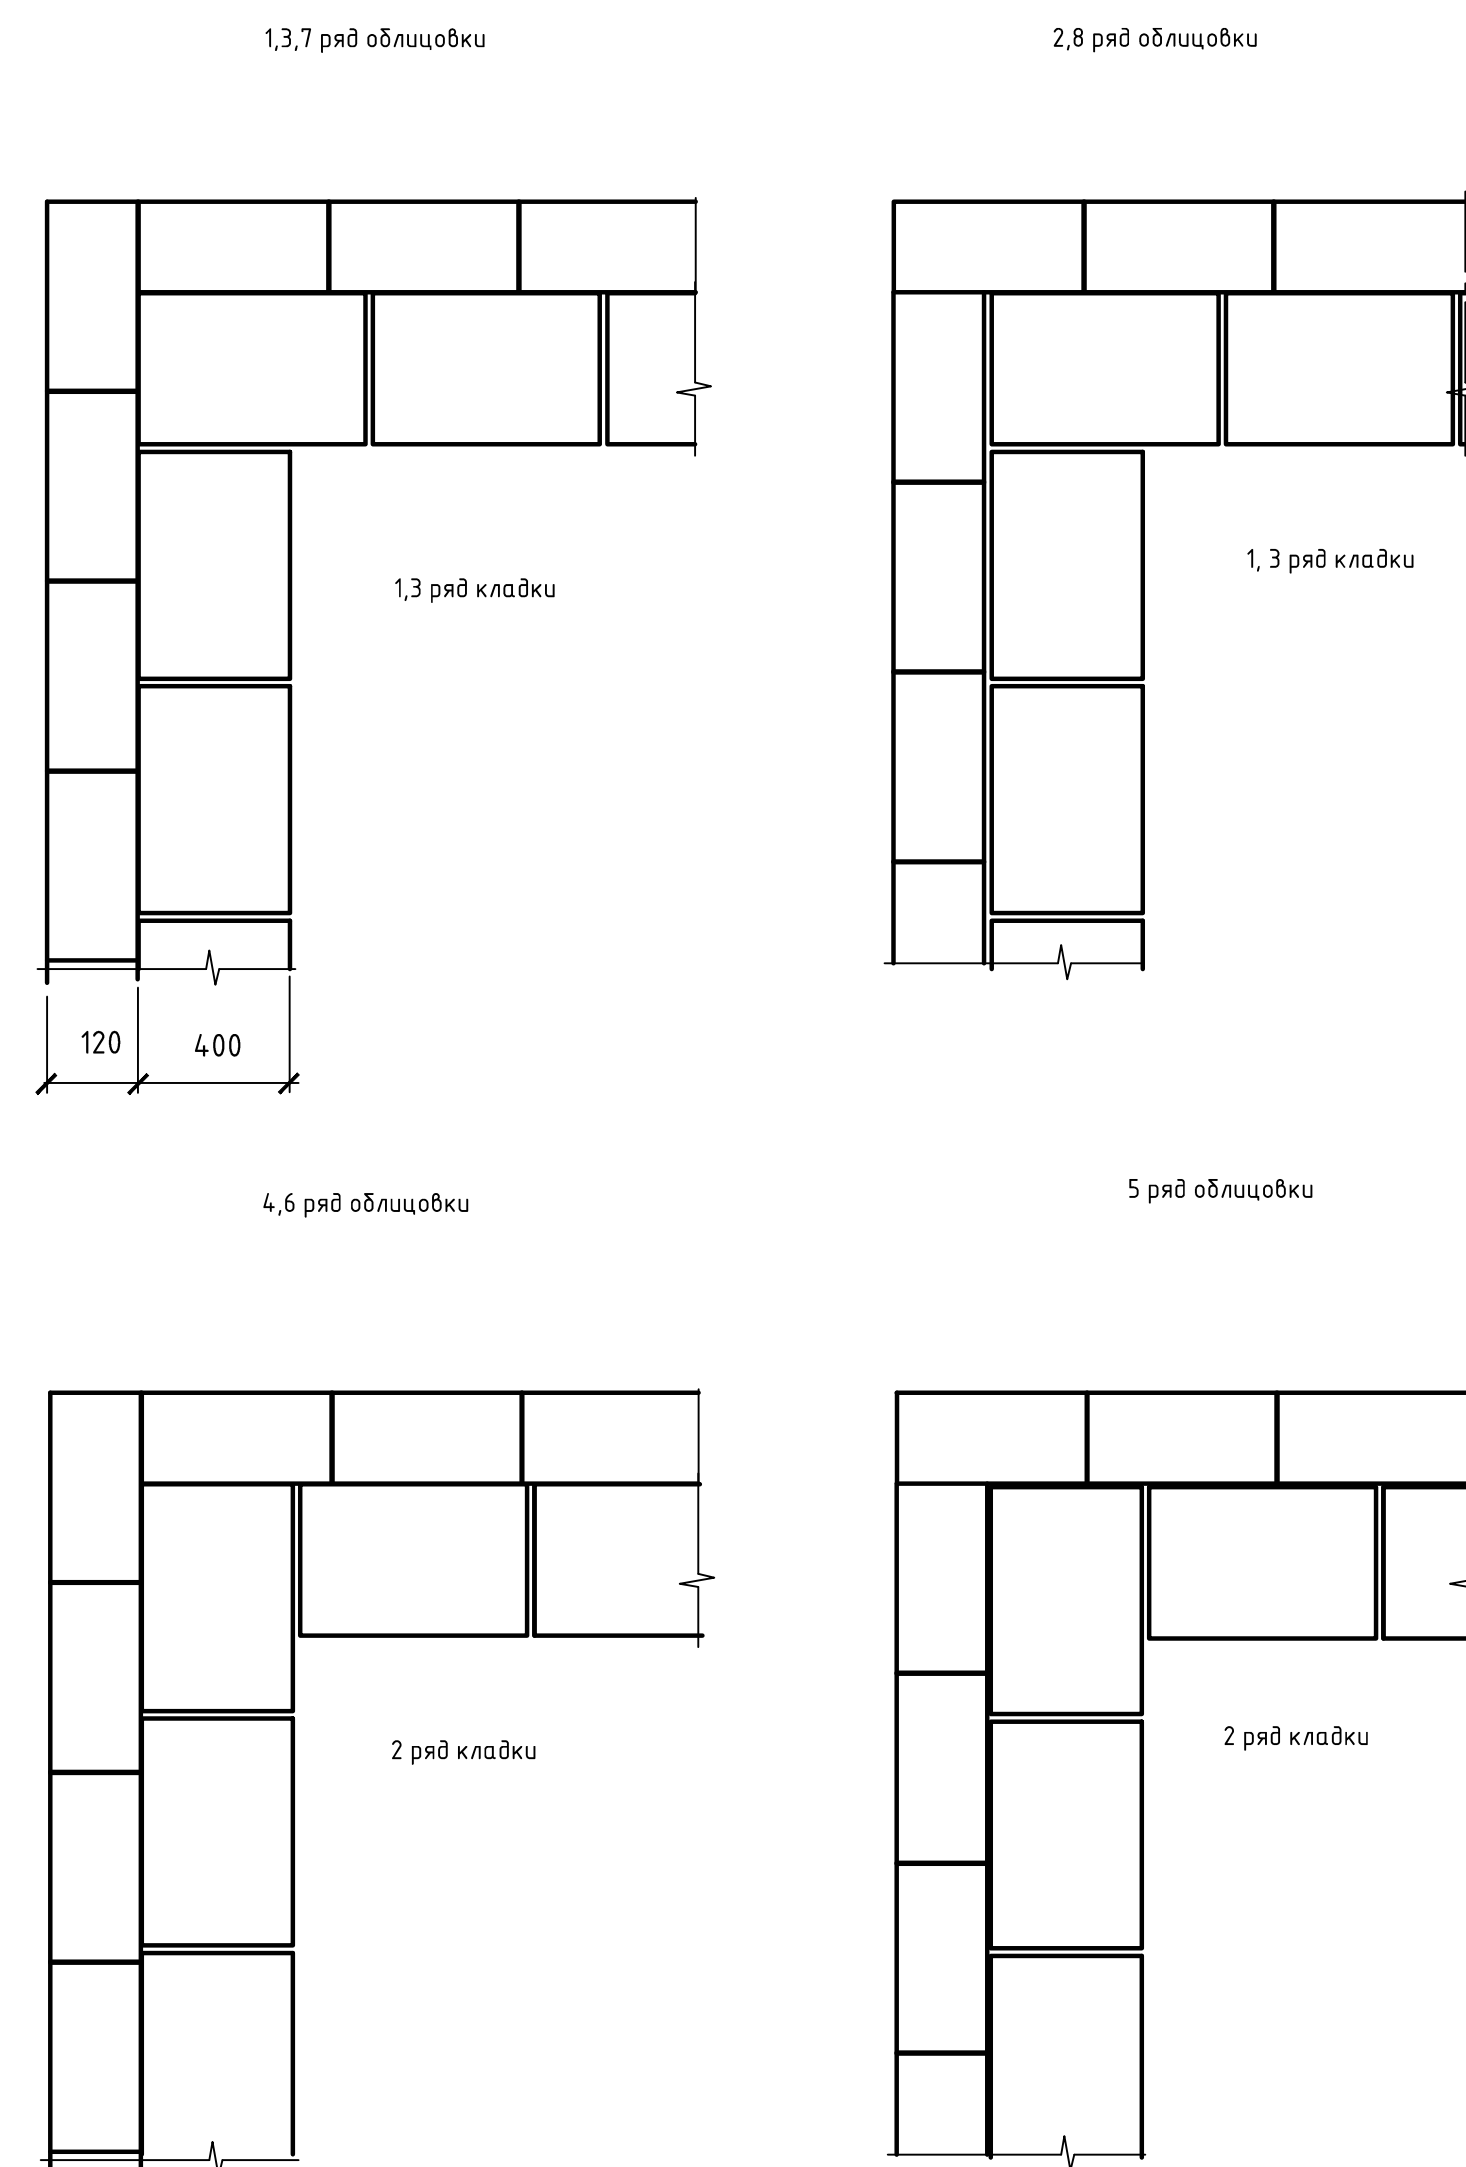 1,3,7 ряд облицовки
2,8 ряд облицовки
1,3 ряд кладки
1, 3 ряд кладки
120
400
4,6 ряд облицовки
5 ряд облицовки
2 ряд кладки
2 ряд кладки